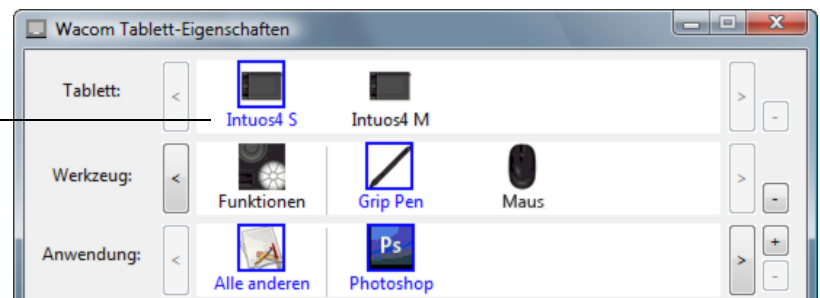 Wacom Tablett-Eigenschaften
Tablett:
< >
-
Intuos4 S Intuos4 M
Werkzeug:
< >
-
Funktionen Grip Pen Maus
Anwendung:
< Ps >
+
-
Alle anderen Photoshop